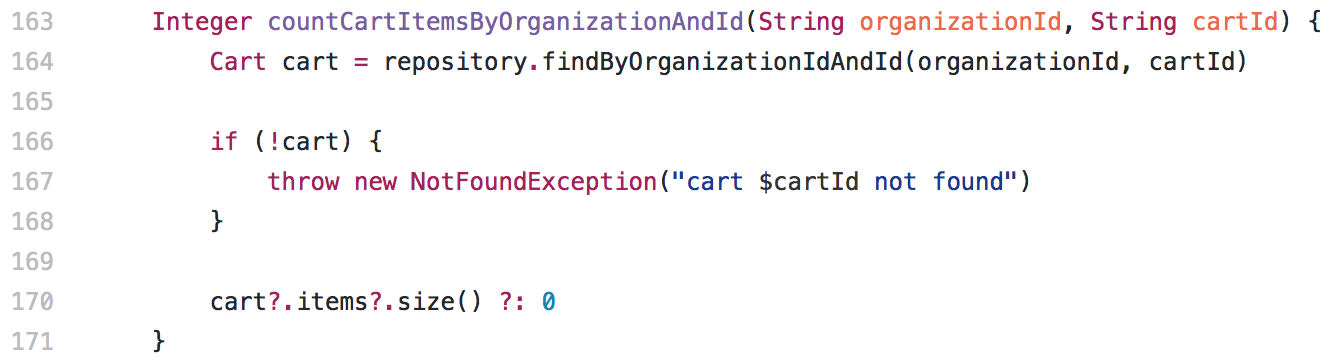 163 Integer countCartItemsByOrganizationAndId(String organizationId, String cartId) {
164 Cart cart = repository.findByOrganizationIdAndId(organizationId, cartId)
165
166 if (!cart) {
167 throw new NotFoundException("cart $cartId not found")
168 }
169
170 cart?.items?.size() ?: 0
171 }